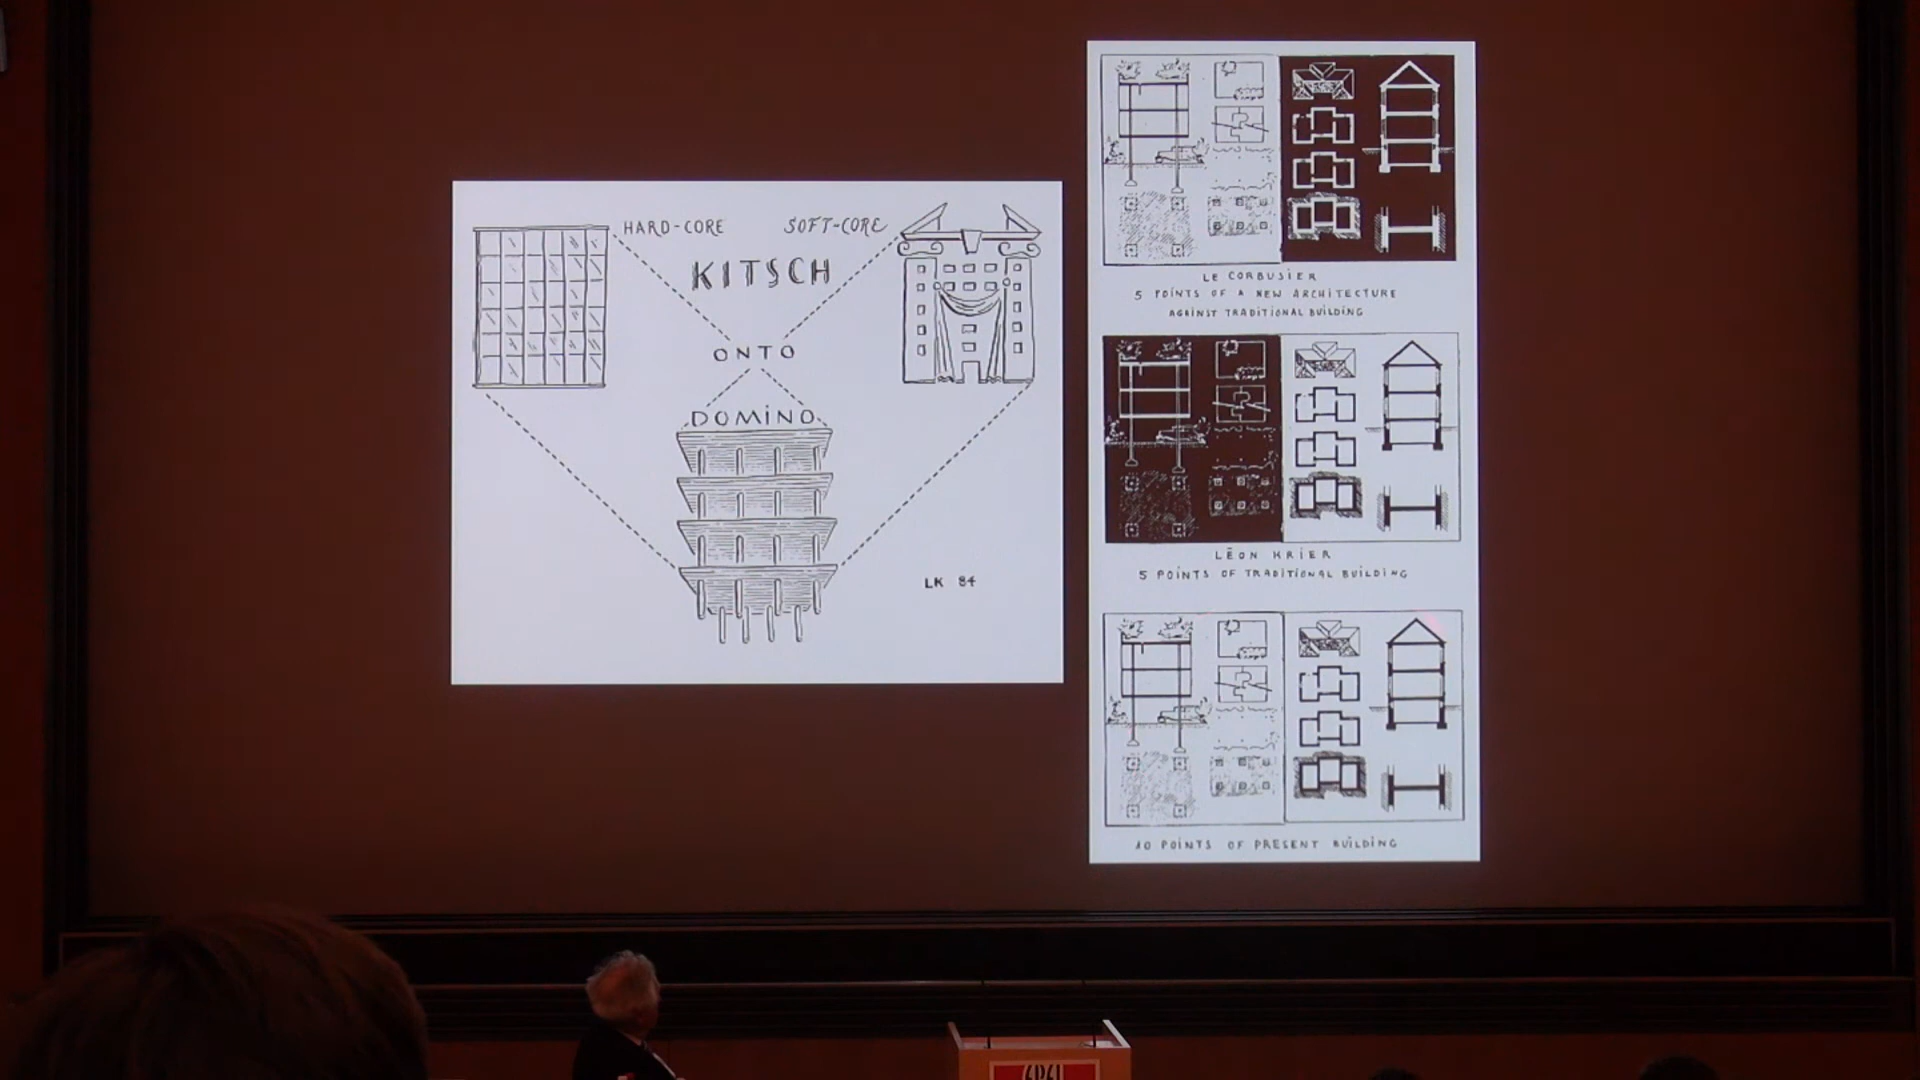 HARD-CORE
SOFT-CORE
KITSCH
ONTO
DOMINO
LK 84
LE CORBUSIER
5 POINTS OF A NEW ARCHITECTURE
AGAINST TRADITIONAL BUILDING
LĒON KRIER
5 POINTS OF TRADITIONAL BUILDING
10 POINTS OF PRESENT BUILDING